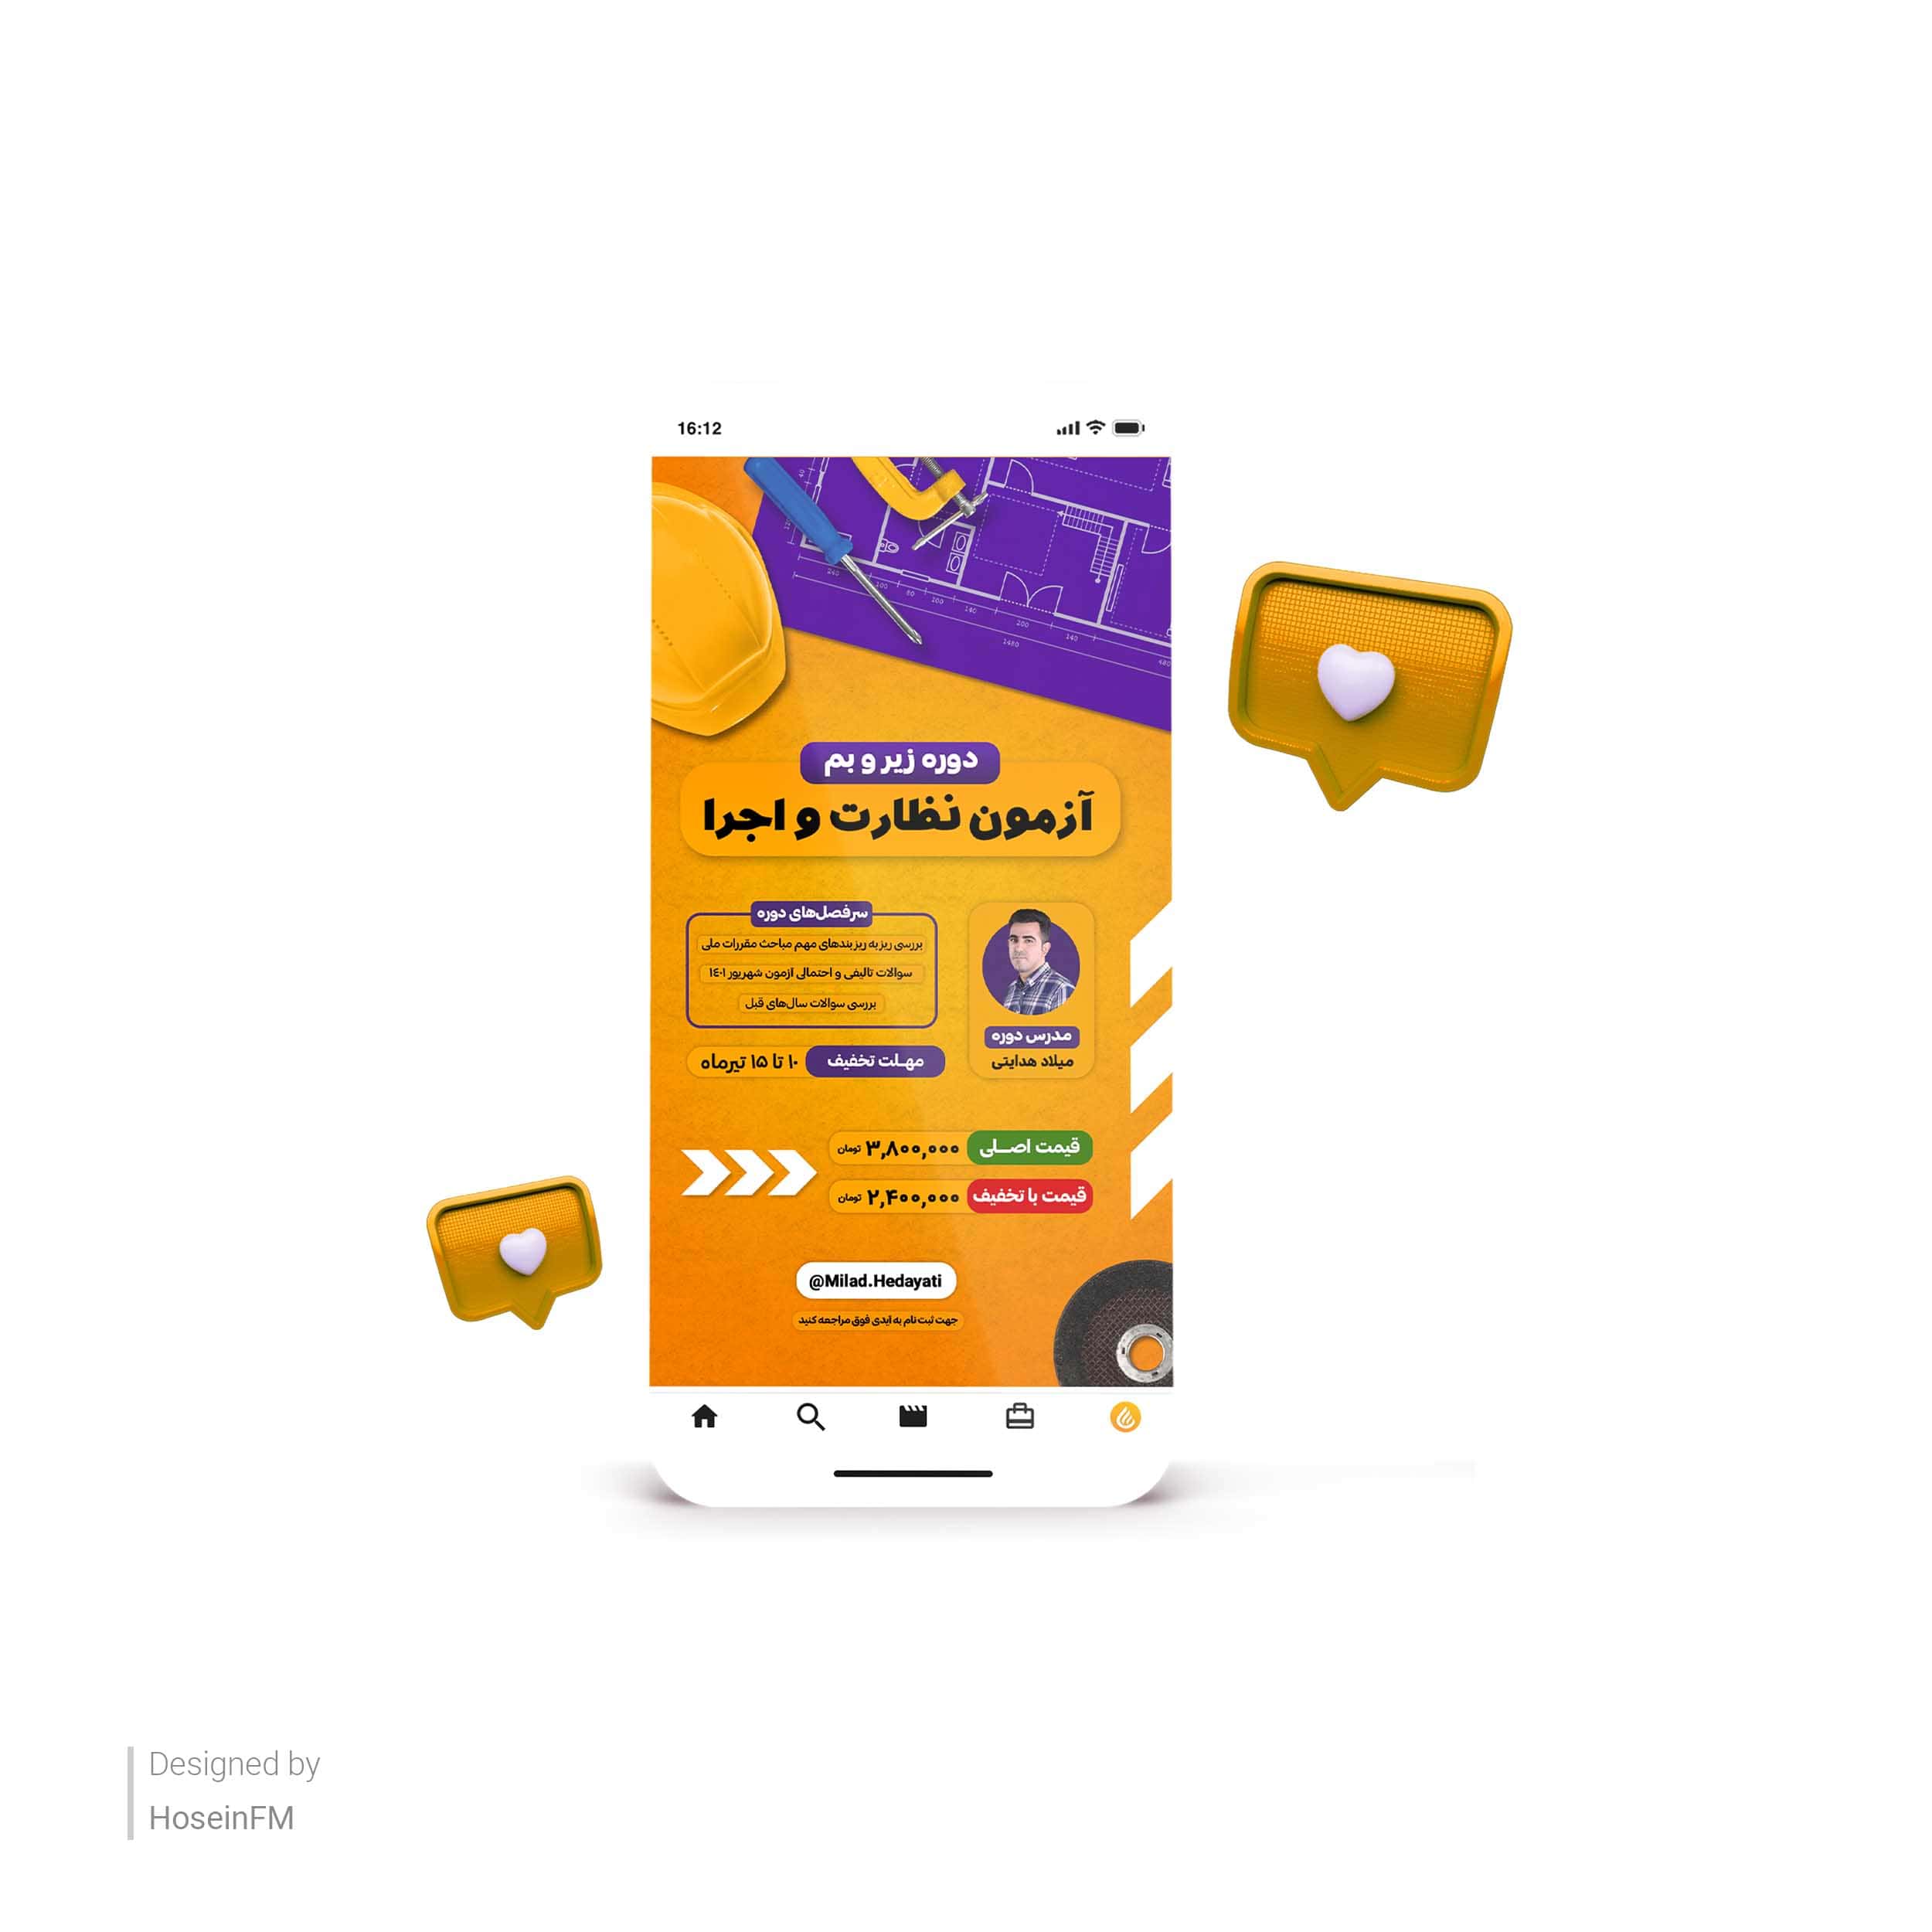 16:12
دوره زیر و بم
آزمون نظارت و اجرا
سرفصل‌های دوره
بررسی ریز به ریز بندهای مهم مباحث مقررات ملی
سوالات تالیفی و احتمالی آزمون شهریور ١٤٠١
بررسی سوالات سال‌های قبل
مدرس دوره
میلاد هدایتی
مهـلت تخفیف ۱۰ تا ۱۵ تیرماه
قیمت اصــلی ۳,۸۰۰,۰۰۰ تومان
قیمت با تخفیف ۲,۴۰۰,۰۰۰ تومان
@Milad.Hedayati
جهت ثبت نام به آیدی فوق مراجعه کنید
Designed by
HoseinFM